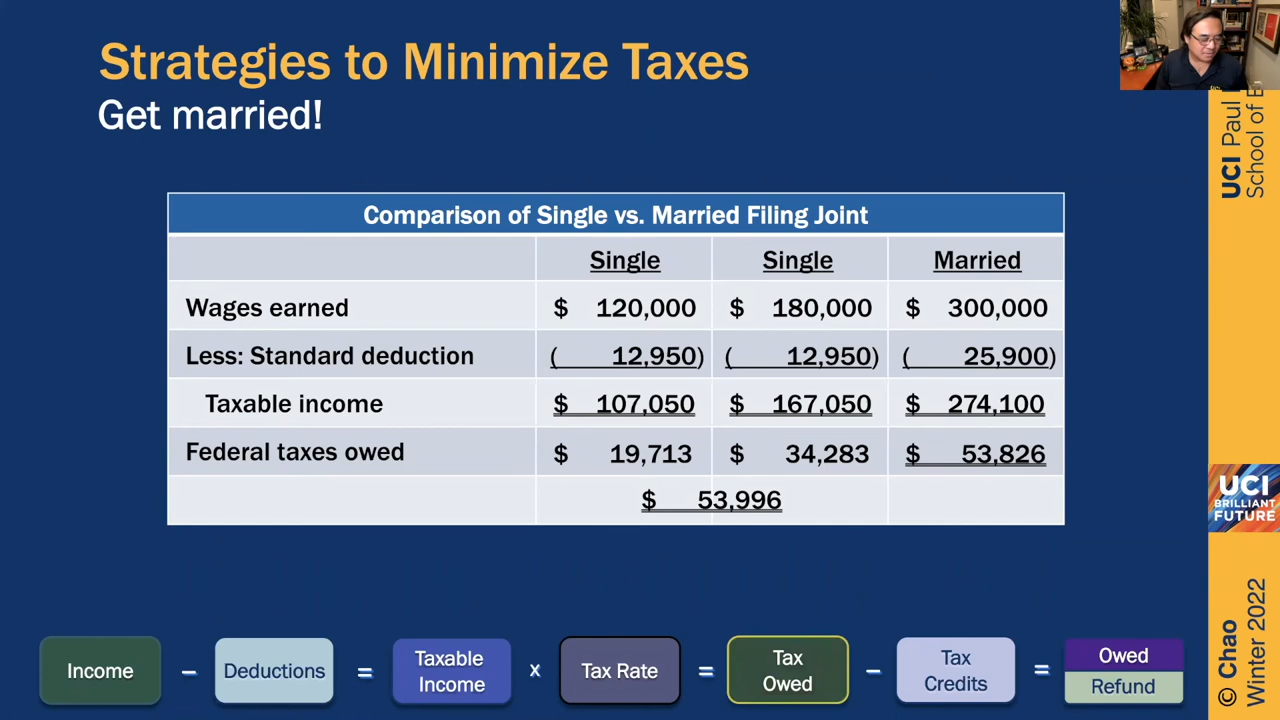 Strategies to Minimize Taxes
Get married!
Comparison of Single vs. Married Filing Joint
Single Single Married
Wages earned $ 120,000 $ 180,000 $ 300,000
Less: Standard deduction ( 12,950) ( 12,950) ( 25,900)
Taxable income $ 107,050 $ 167,050 $ 274,100
Federal taxes owed $ 19,713 $ 34,283 $ 53,826
$ 53,996
Income – Deductions = Taxable Income x Tax Rate = Tax Owed – Tax Credits = Owed Refund
UCI Paul
School of
UCI
BRILLIANT
FUTURE
© Chao
Winter 2022